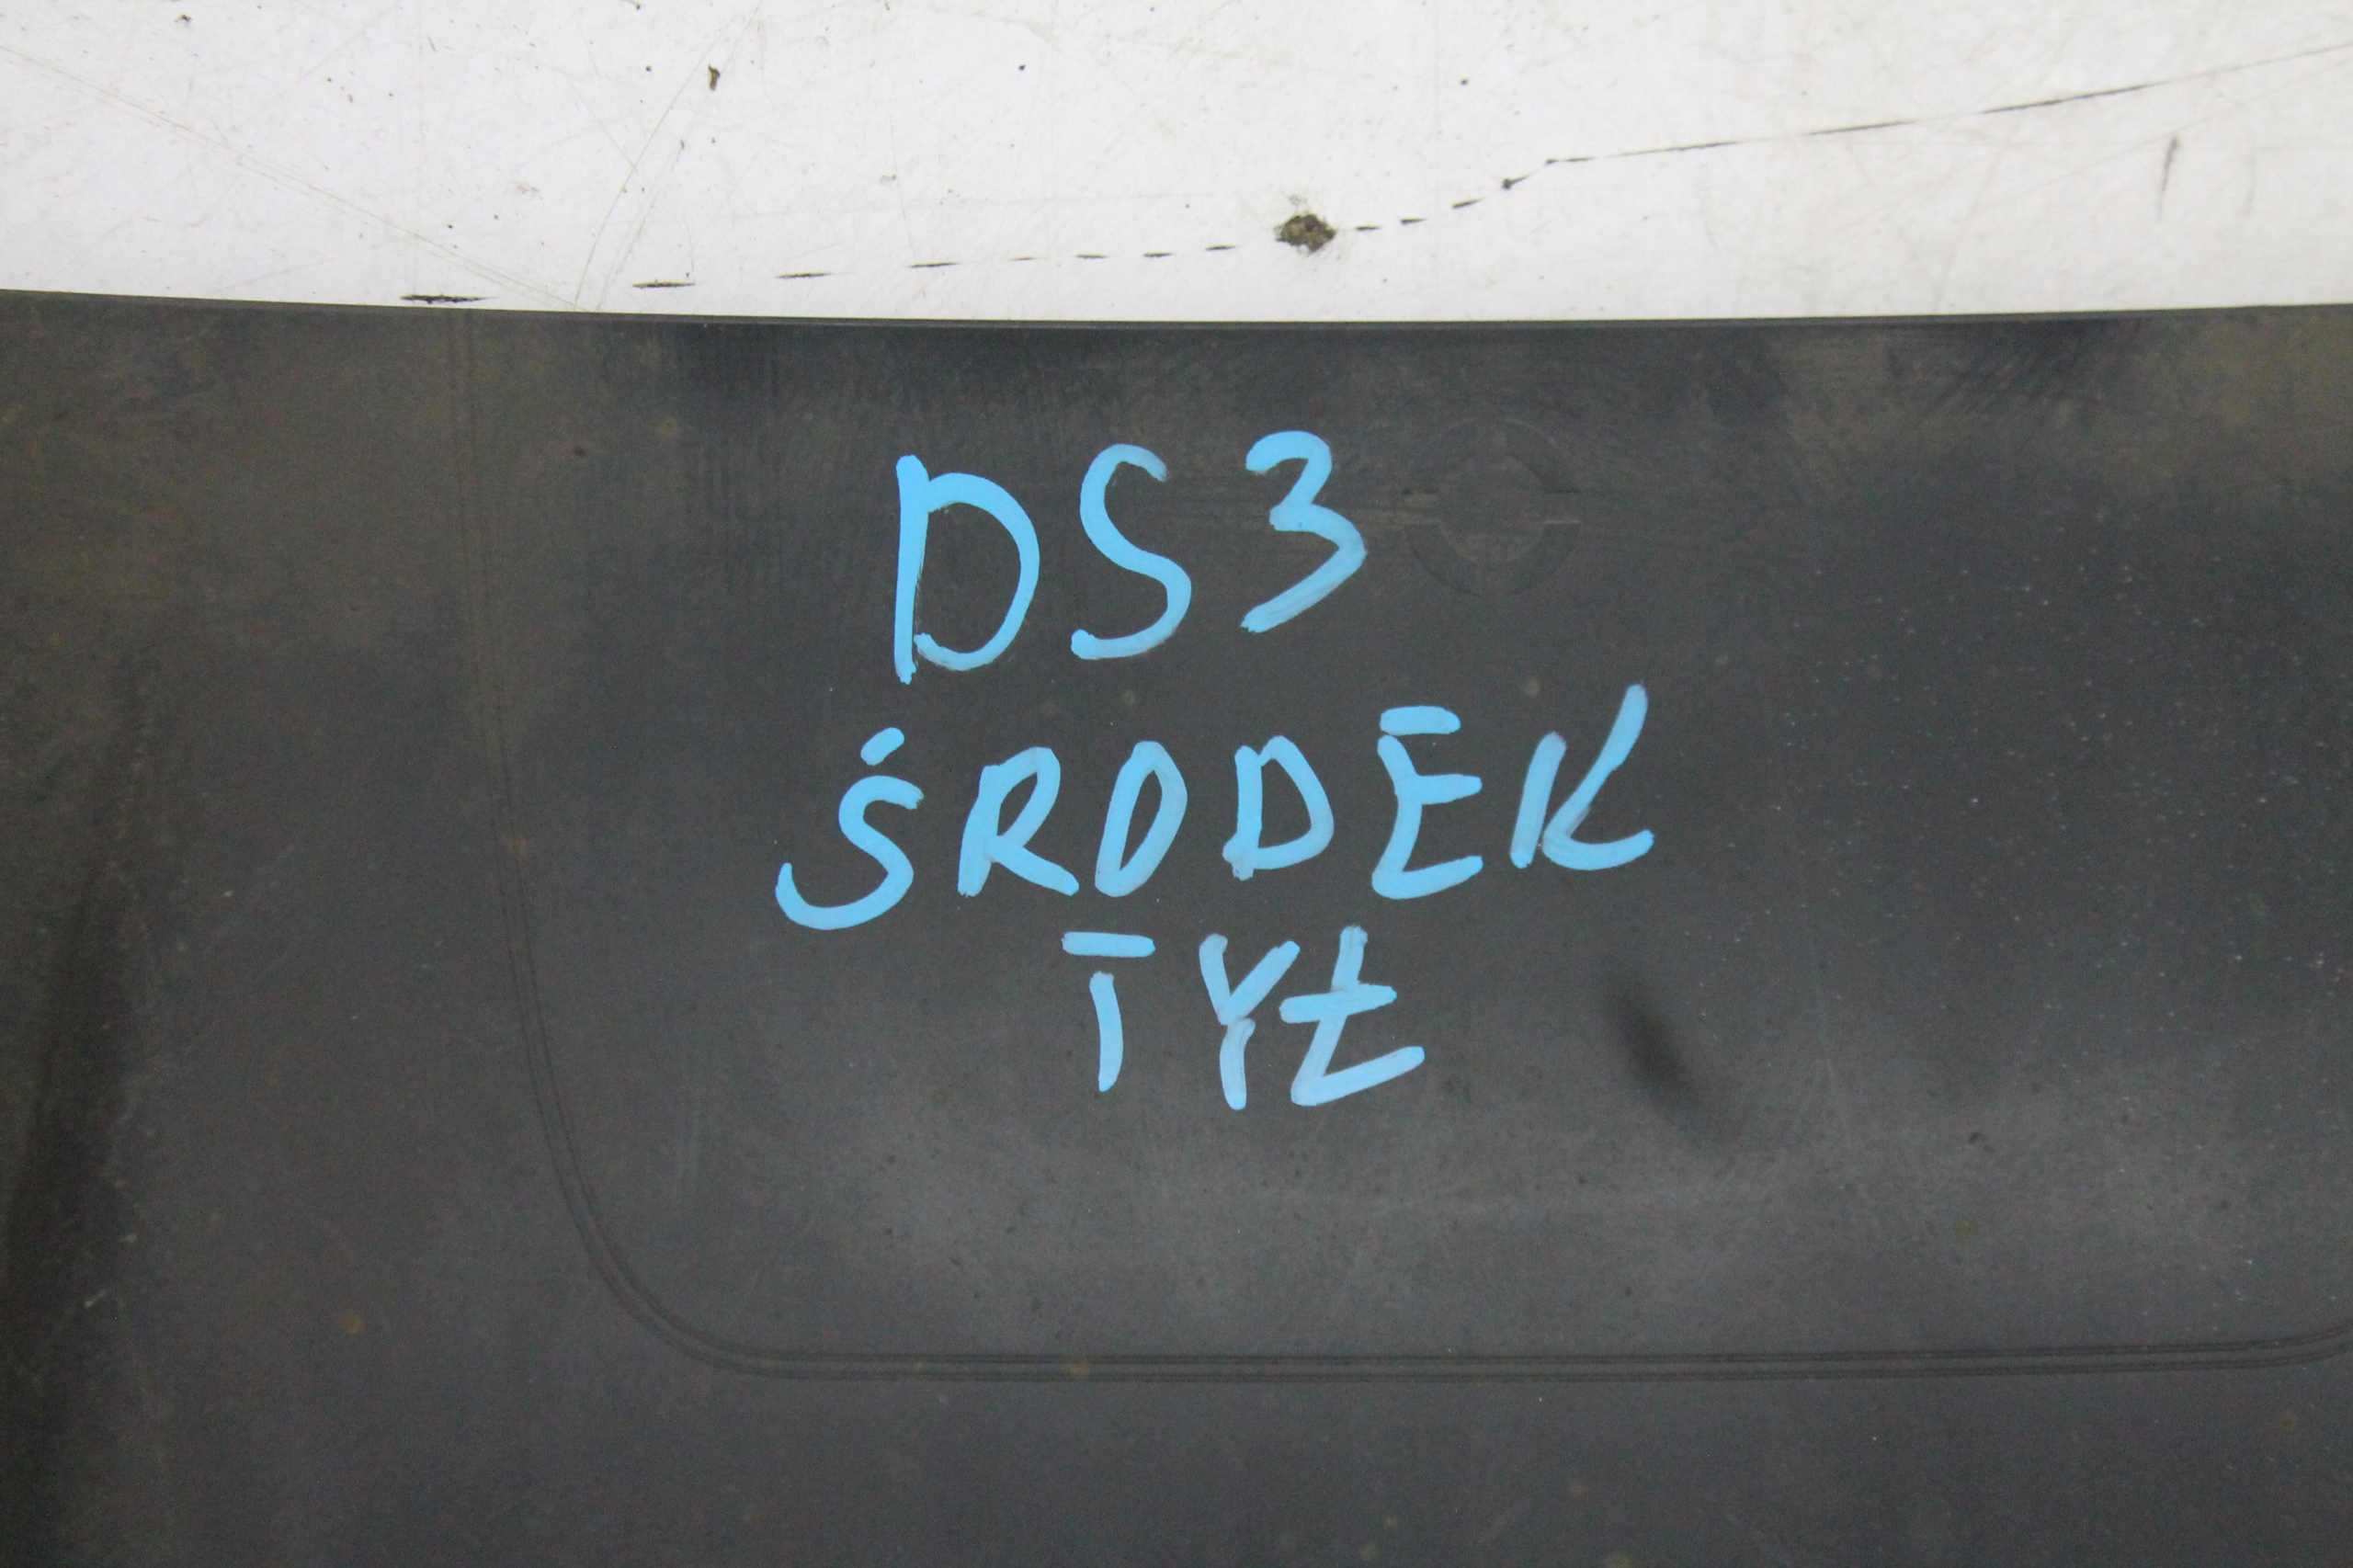 DS3
ŚRODEK
TYŁ